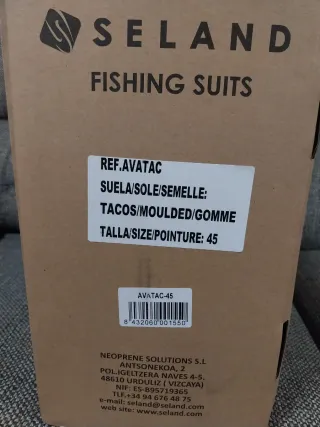 SELAND
FISHING SUITS
REF.AVATAC
SUELA/SOLE/SEMELLE:
TACOS/MOULDED/GOMME
TALLA/SIZE/POINTURE: 45
AVATAC-45
8 432060 001550
NEOPRENE SOLUTIONS S.L
ANTSONEKOA, 2
POL.IGELTZERA NAVES 4-5.
48610 URDULIZ ( VIZCAYA)
NIF: ES-B95719365
TLF.+34 94 676 48 75
e-mail: seland@seland.com
web site: www.seland.com